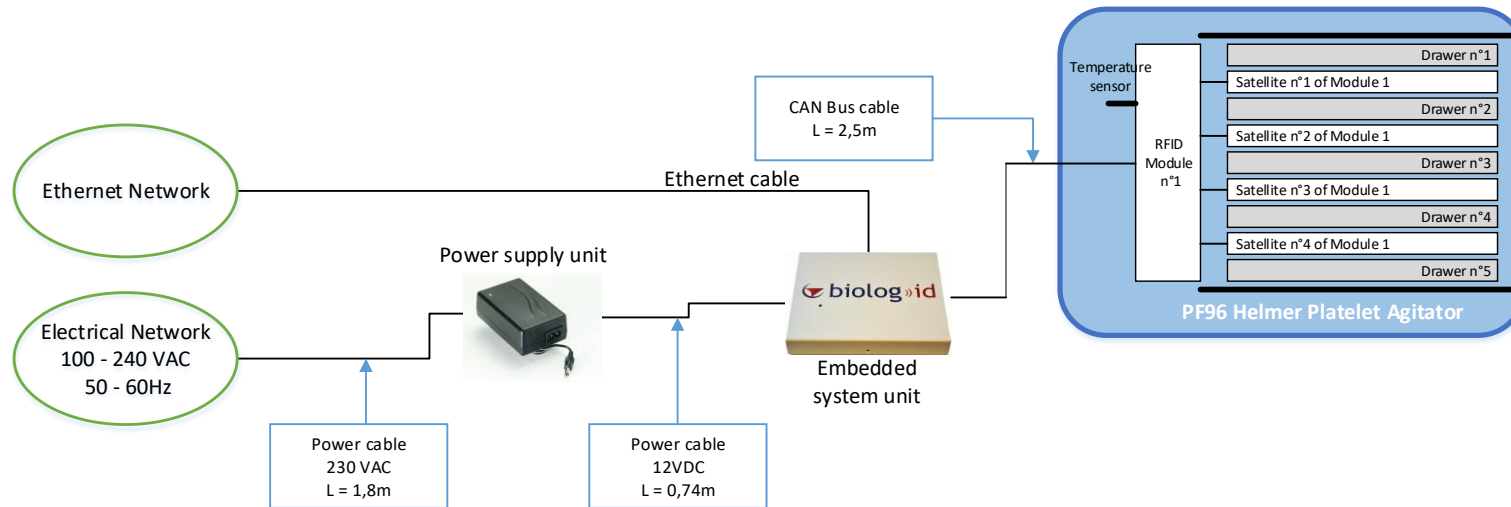 Ethernet Network
Electrical Network
100 - 240 VAC
50 - 60Hz
Power cable
230 VAC
L = 1,8m
Power supply unit
Power cable
12VDC
L = 0,74m
Ethernet cable
biolog»id
Embedded
system unit
CAN Bus cable
L = 2,5m
Temperature
sensor
RFID
Module
n°1
Drawer n°1
Satellite n°1 of Module 1
Drawer n°2
Satellite n°2 of Module 1
Drawer n°3
Satellite n°3 of Module 1
Drawer n°4
Satellite n°4 of Module 1
Drawer n°5
PF96 Helmer Platelet Agitator